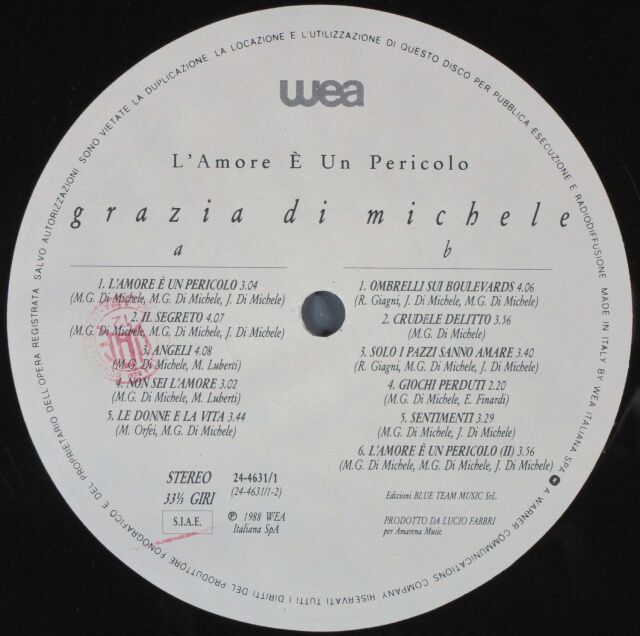 SALVO AUTORIZZAZIONI SONO VIETATE LA DUPLICAZIONE, LA LOCAZIONE E L'UTILIZZAZIONE DI QUESTO DISCO PER PUBBLICA ESECUZIONE E RADIODIFFUSIONE MADE IN ITALY BY WEA ITALIANA SPA A WARNER COMMUNICATIONS COMPANY RISERVATI TUTTI I DIRITTI DEL PRODUTTORE FONOGRAFICO E DEL PROPRIETARIO DELL'OPERA REGISTRATA
wea
L'Amore È Un Pericolo
grazia di michele
a
1. L'AMORE È UN PERICOLO 3.04
(M.G. Di Michele, M.G. Di Michele, J. Di Michele)
2. IL SEGRETO 4.07
(M.G. Di Michele, M.G. Di Michele, J. Di Michele)
3. ANGELI 4.08
(M.G. Di Michele, M. Luberti)
4. NON SEI L'AMORE 3.02
(M.G. Di Michele, M. Luberti)
5. LE DONNE E LA VITA 3.44
(M. Orfei, M.G. Di Michele)
b
1. OMBRELLI SUI BOULEVARDS 4.06
(R. Giagni, J. Di Michele, M.G. Di Michele)
2. CRUDELE DELITTO 3.56
(M.G. Di Michele)
3. SOLO I PAZZI SANNO AMARE 3.40
(R. Giagni, M.G. Di Michele, J. Di Michele)
4. GIOCHI PERDUTI 2.20
(M.G. Di Michele, E. Finardi)
5. SENTIMENTI 3.29
(M.G. Di Michele, J. Di Michele)
6. L'AMORE È UN PERICOLO (II) 3.56
(M.G. Di Michele, M.G. Di Michele, J. Di Michele)
STEREO
33⅓ GIRI
S.I.A.E.
24-4631/1
(24-4631/1-2)
℗ 1988 WEA
Italiana SpA
Edizioni BLUE TEAM MUSIC SrL.
PRODOTTO DA LUCIO FABBRI
per Amarena Music